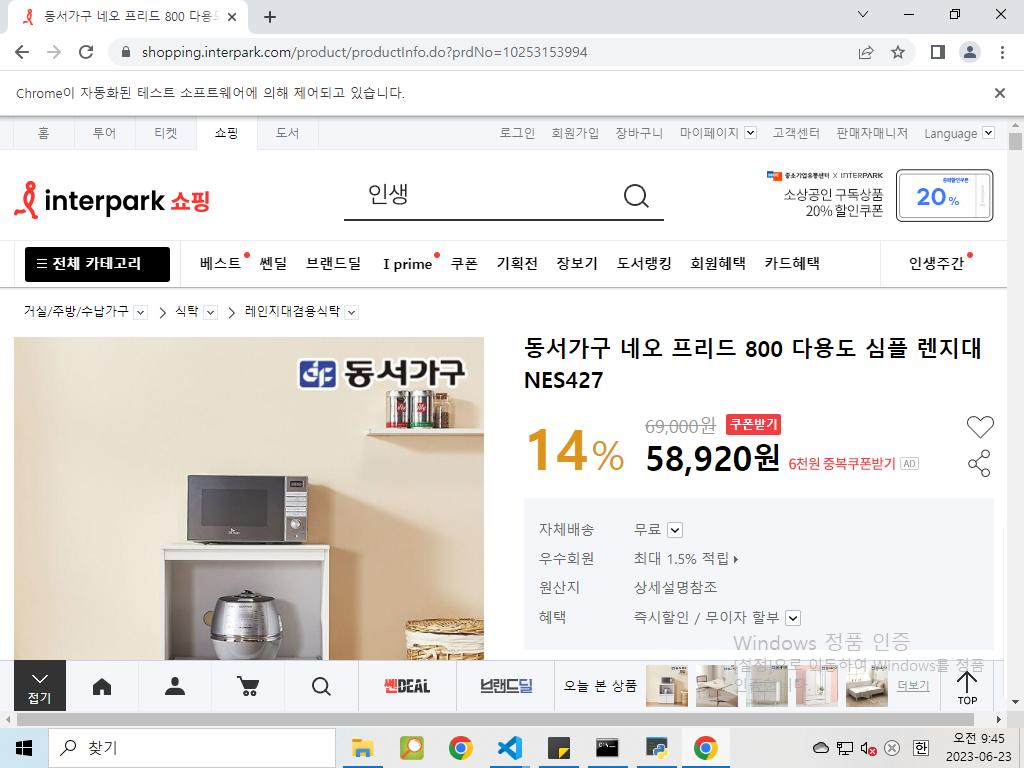 동서가구 네오 프리드 800 다용도
shopping.interpark.com/product/productInfo.do?prdNo=10253153994
Chrome이 자동화된 테스트 소프트웨어에 의해 제어되고 있습니다.
홈 투어 티켓 쇼핑 도서 로그인 회원가입 장바구니 마이페이지 고객센터 판매자매니저 Language
interpark 쇼핑
인생
중소기업유통센터 X INTERPARK
소상공인 구독상품
20% 할인쿠폰
20%
전체 카테고리 베스트 쎈딜 브랜드딜 I prime 쿠폰 기획전 장보기 도서랭킹 회원혜택 카드혜택 인생주간
거실/주방/수납가구 식탁 레인지대겸용식탁
동서가구
동서가구 네오 프리드 800 다용도 심플 렌지대
NES427
14%
69,000원 쿠폰받기
58,920원 6천원 중복쿠폰받기 AD
자체배송 무료
우수회원 최대 1.5% 적립
원산지 상세설명참조
혜택 즉시할인 / 무이자 할부
Windows 정품 인증
[설정]으로 이동하여 Windows를 정품
인증합니다.
접기
쎈DEAL 브랜드딜 오늘 본 상품 더보기 TOP
찾기
한
오전 9:45
2023-06-23